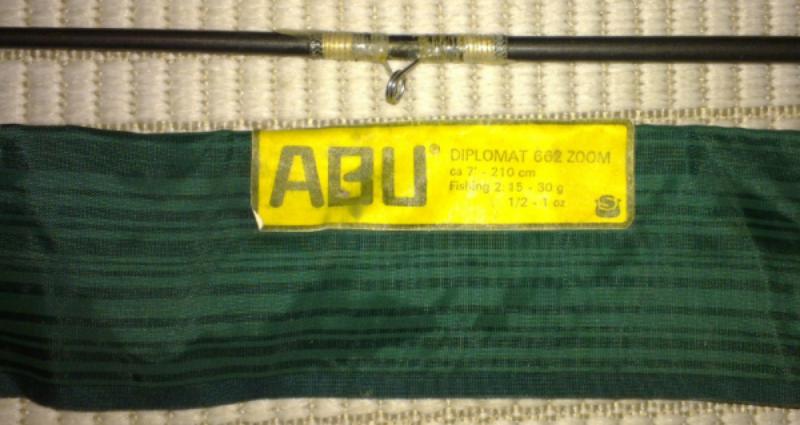 ABU®
DIPLOMAT 662 ZOOM
ca 7' - 210 cm
Fishing 2: 15 - 30 g
1/2 - 1 oz
S